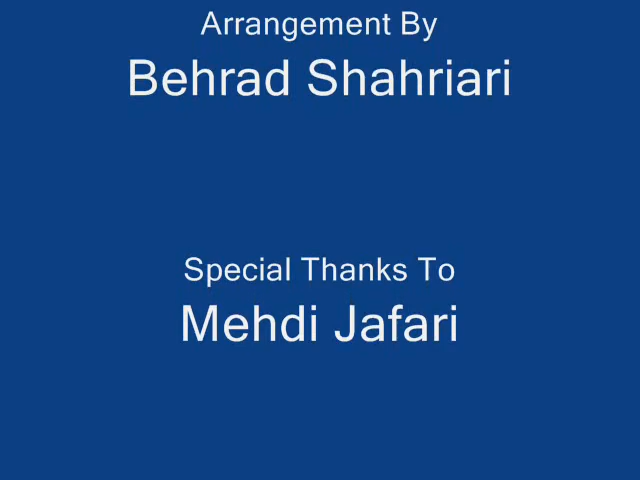 Arrangement By
Behrad Shahriari
Special Thanks To
Mehdi Jafari